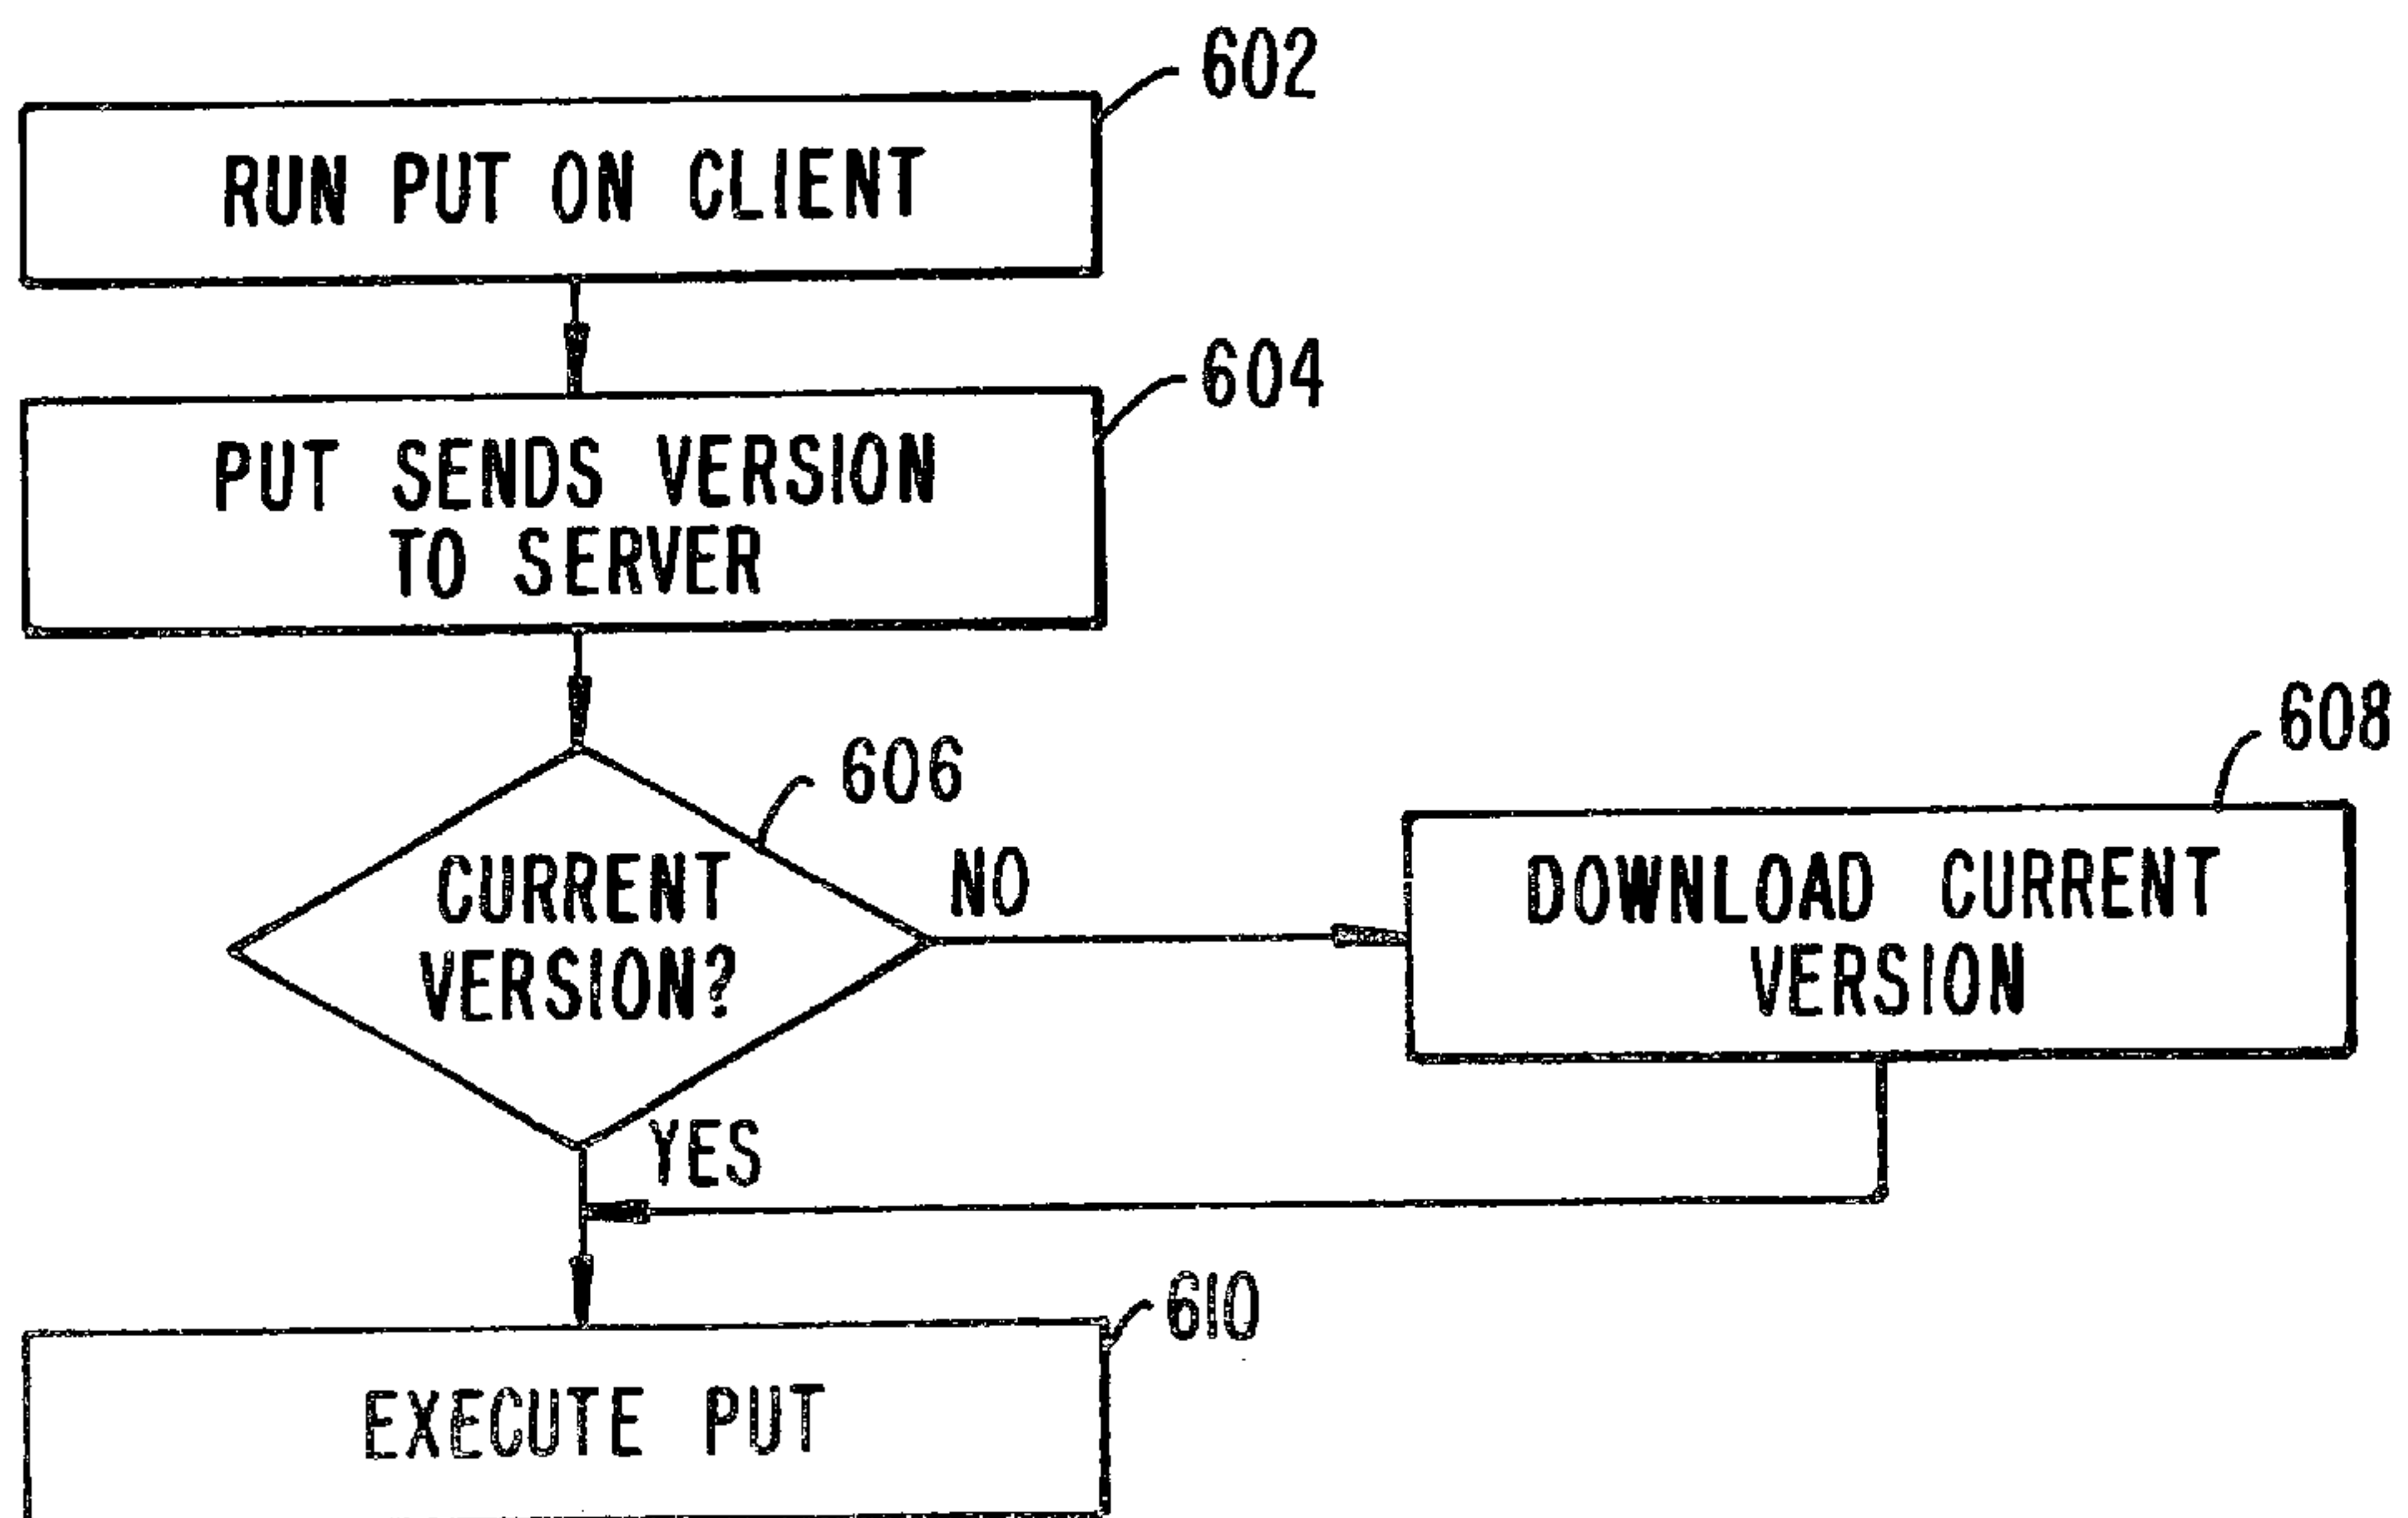 602
RUN PUT ON CLIENT
604
PUT SENDS VERSION
TO SERVER
606
608
CURRENT
VERSION?
NO
DOWNLOAD CURRENT
VERSION
YES
610
EXECUTE PUT